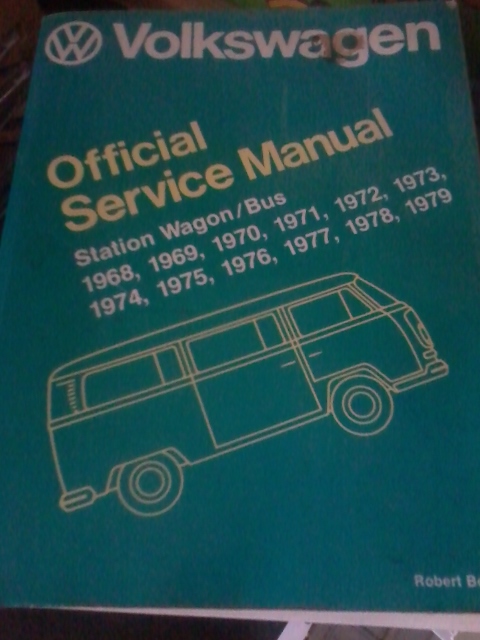 Volkswagen
Official
Service Manual
Station Wagon/Bus
1968, 1969, 1970, 1971, 1972, 1973,
1974, 1975, 1976, 1977, 1978, 1979
Robert